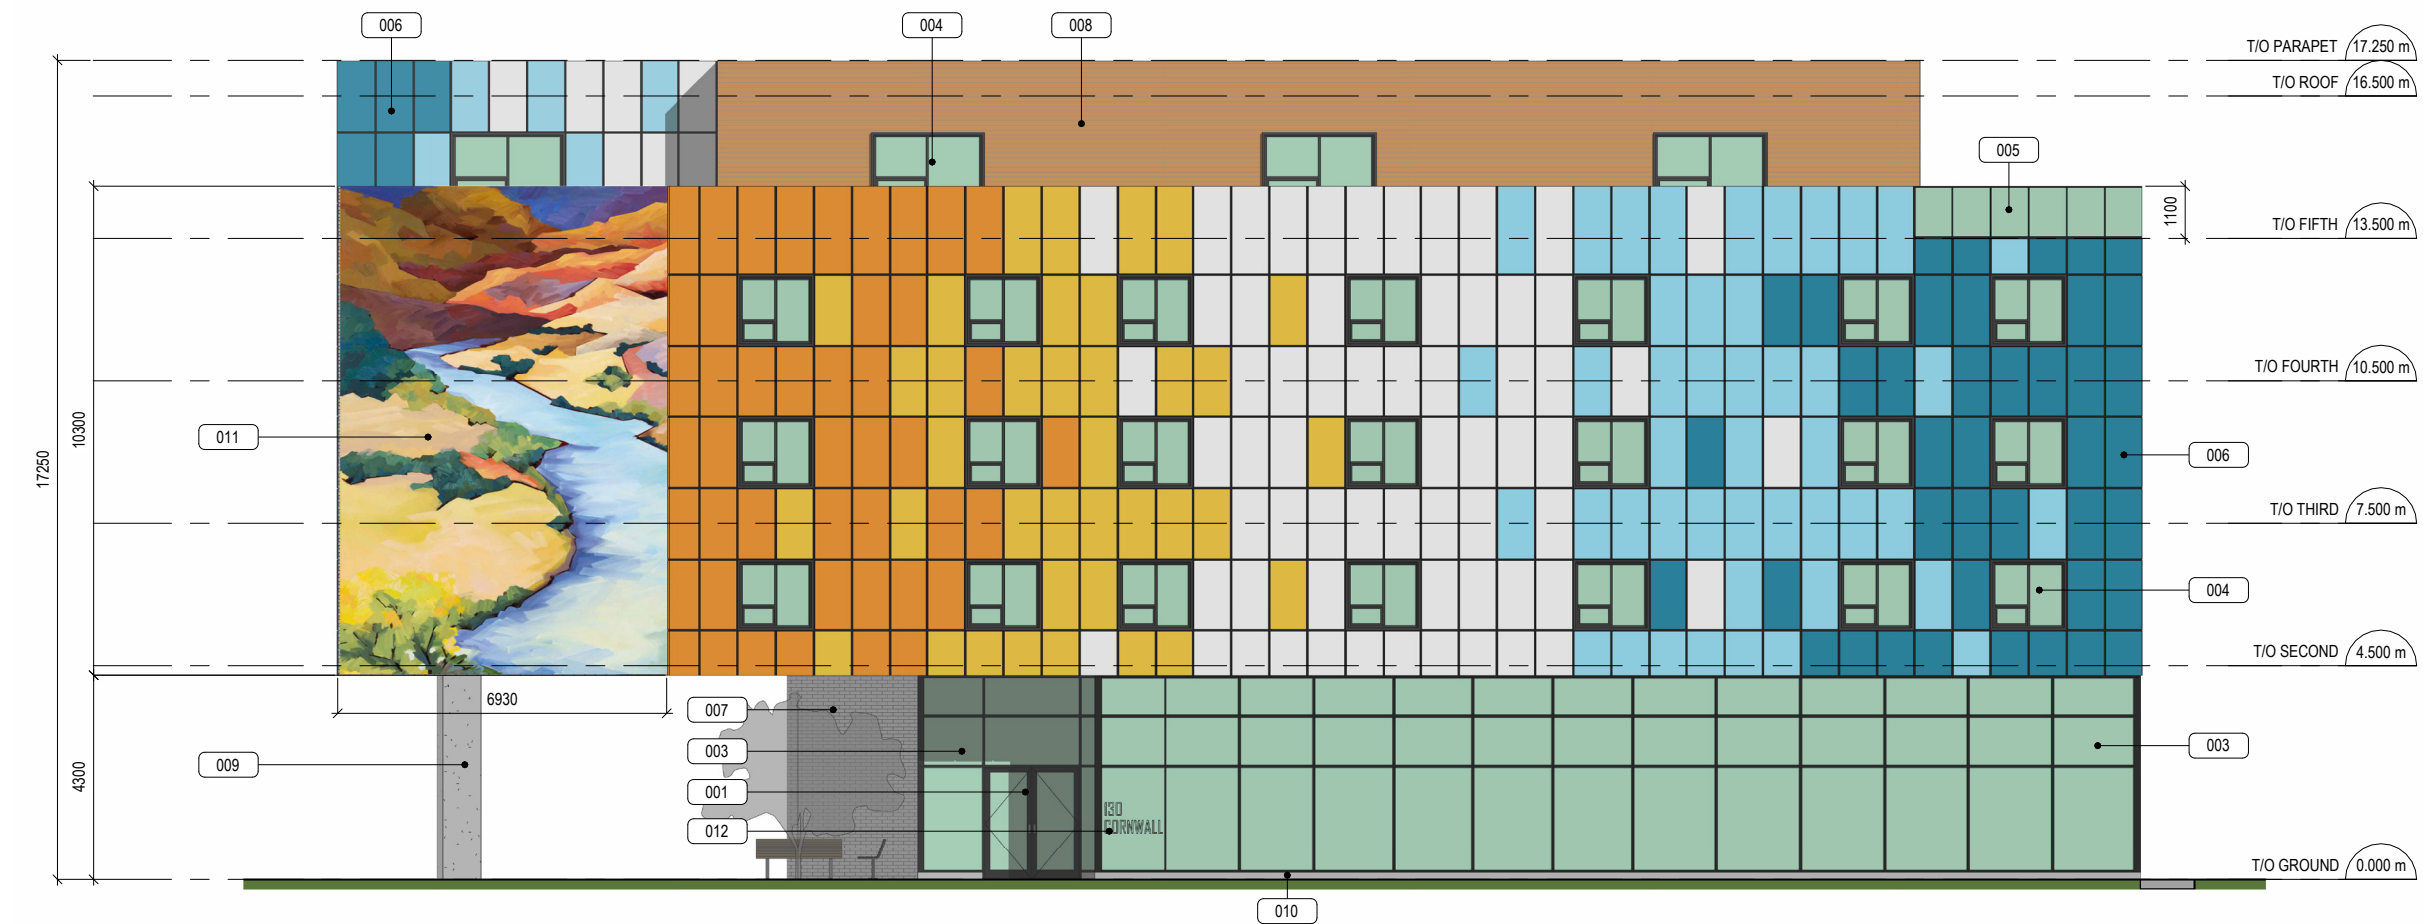 006
004
008
T/O PARAPET 17.250 m
T/O ROOF 16.500 m
005
1100
T/O FIFTH 13.500 m
T/O FOURTH 10.500 m
10300
011
17250
006
T/O THIRD 7.500 m
004
T/O SECOND 4.500 m
6930
007
003
003
009
4300
001
012
130
CORNWALL
T/O GROUND 0.000 m
010